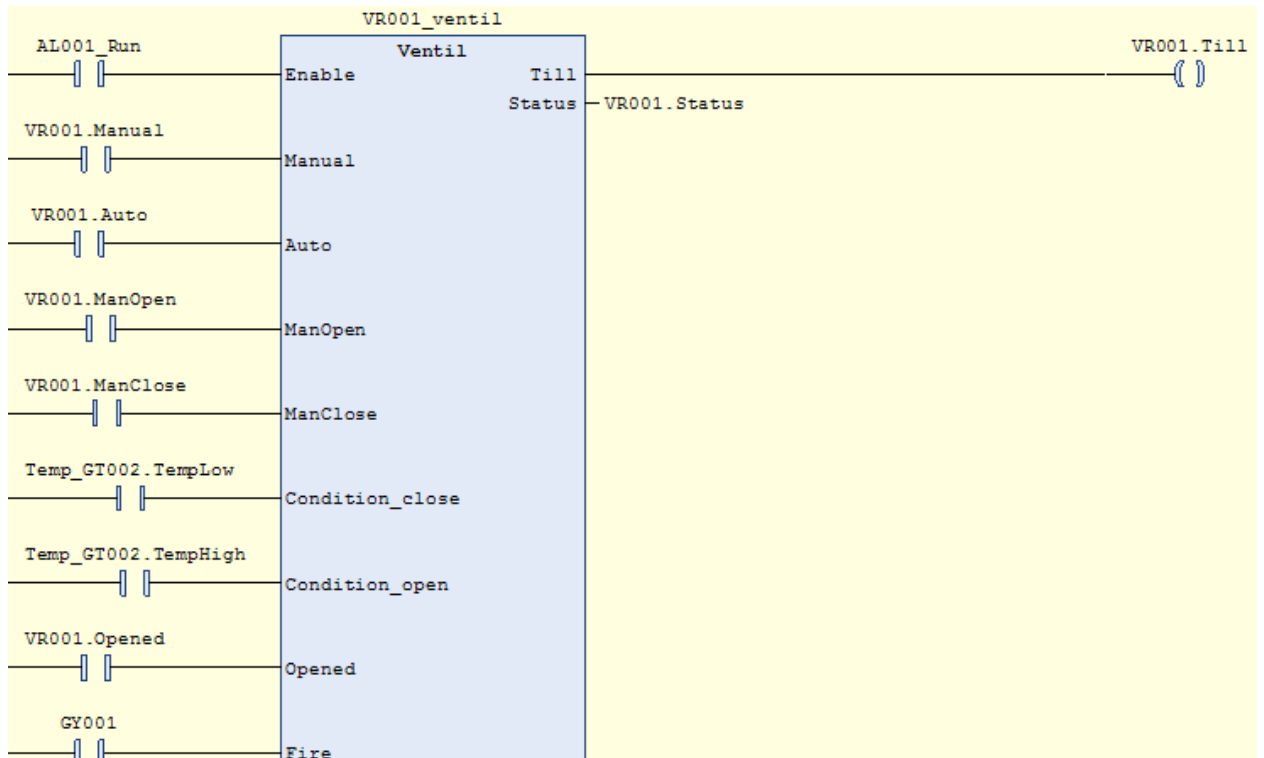 VR001_ventil
AL001_Run
Ventil
VR001.Till
Enable
Till
Status
VR001.Status
VR001.Manual
Manual
VR001.Auto
Auto
VR001.ManOpen
ManOpen
VR001.ManClose
ManClose
Temp_GT002.TempLow
Condition_close
Temp_GT002.TempHigh
Condition_open
VR001.Opened
Opened
GY001
Fire